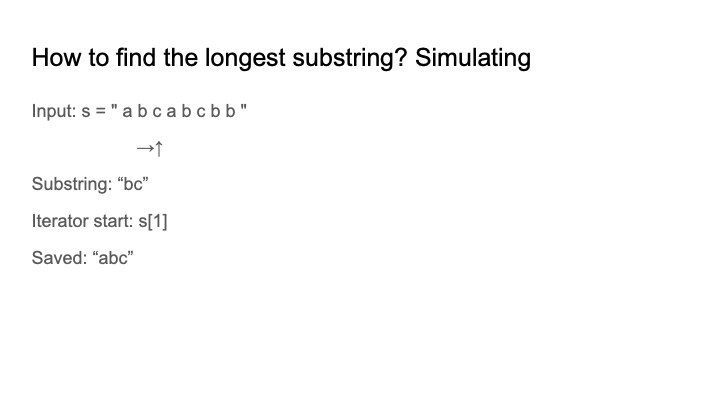 How to find the longest substring? Simulating
Input: s = " a b c a b c b b "
→↑
Substring: “bc”
Iterator start: s[1]
Saved: “abc”